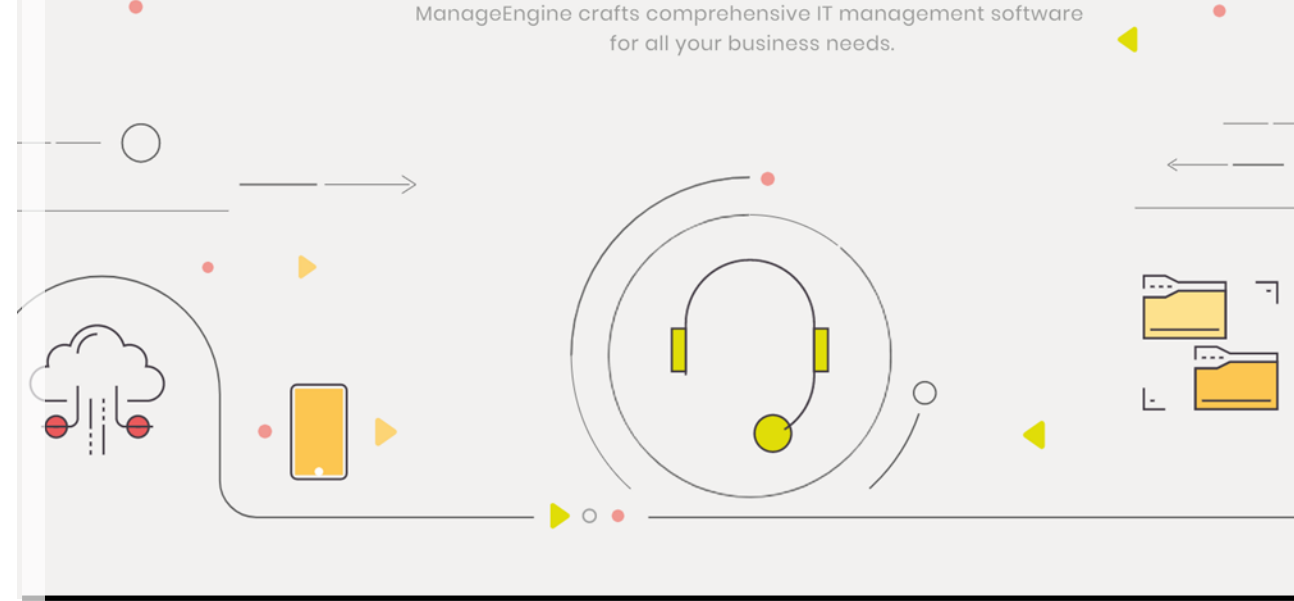 ManageEngine crafts comprehensive IT management software
for all your business needs.